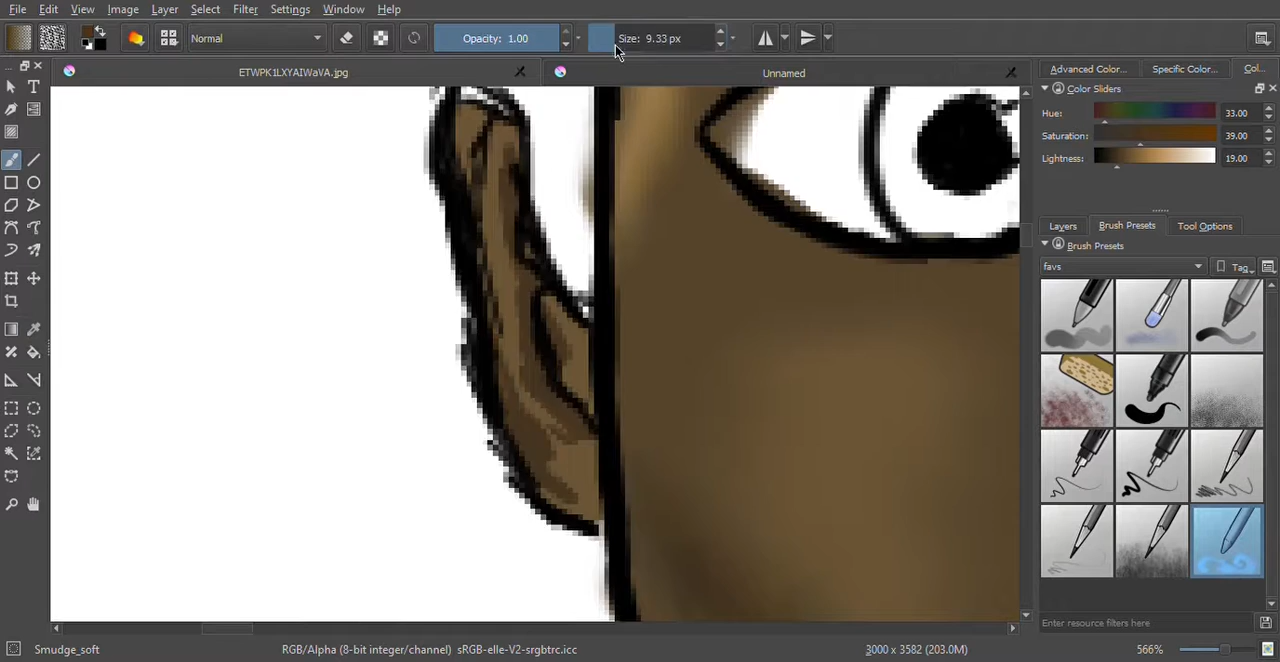 File Edit View Image Layer Select Filter Settings Window Help
Normal Opacity: 1.00 Size: 9.33 px
ETWPK1LXYAIWaVA.jpg Unnamed
Advanced Color... Specific Color... Col...
Color Sliders
Hue: 33.00
Saturation: 39.00
Lightness: 19.00
Layers Brush Presets Tool Options
Brush Presets
favs Tag
Enter resource filters here
Smudge_soft RGB/Alpha (8-bit integer/channel) sRGB-elle-V2-srgbtrc.icc 3000 x 3582 (203.0M) 566%